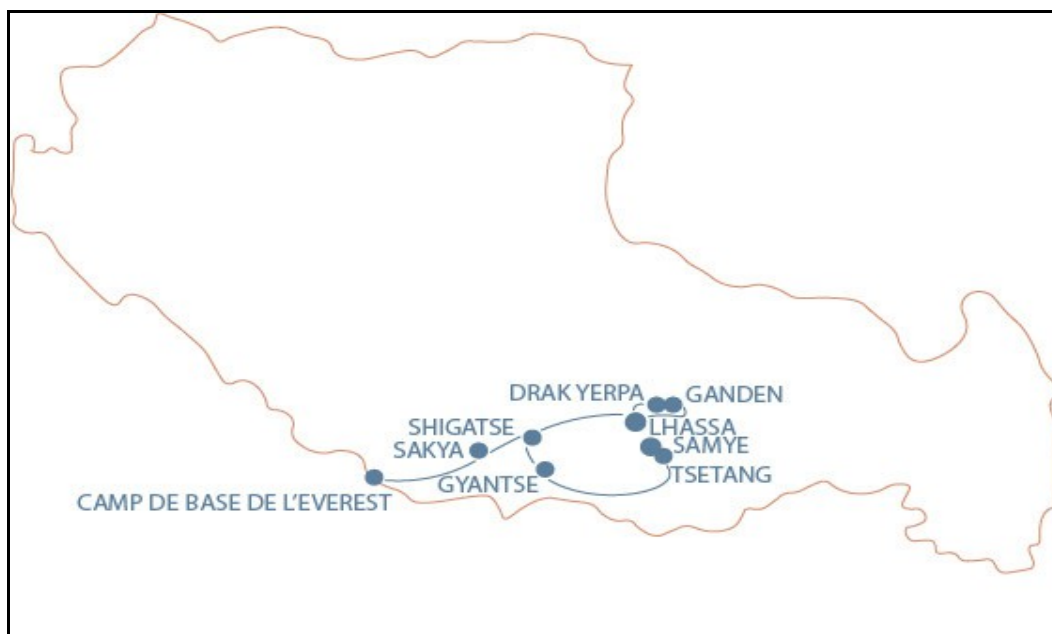 DRAK YERPA
GANDEN
LHASSA
SHIGATSE
SAKYA
SAMYE
GYANTSE
TSETANG
CAMP DE BASE DE L'EVEREST